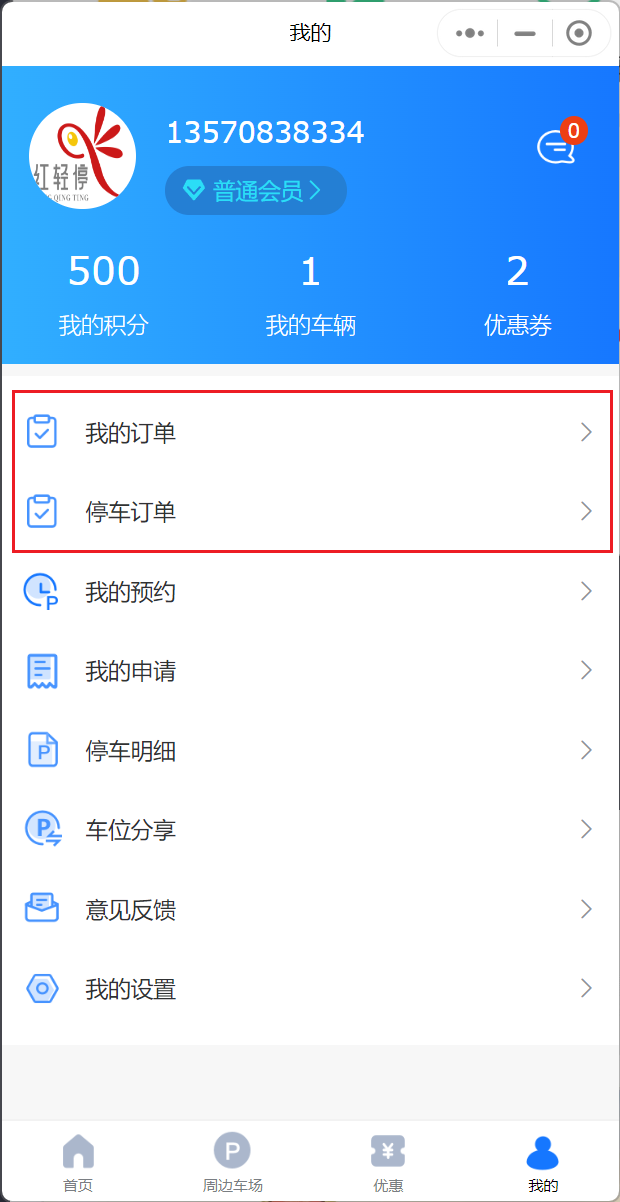 我的
13570838334
0
红轻停
QING TING
普通会员
500
1
2
我的积分
我的车辆
优惠券
我的订单
停车订单
我的预约
我的申请
停车明细
车位分享
意见反馈
我的设置
首页
周边车场
优惠
我的